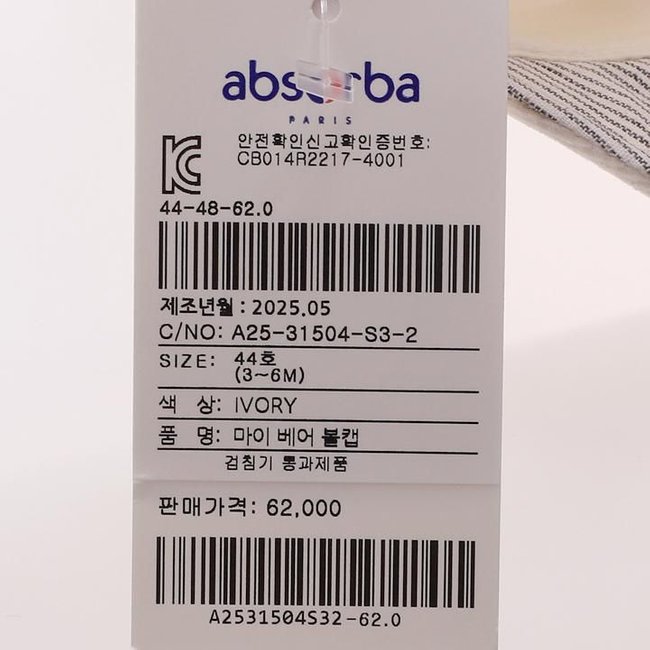 absorba
PARIS
안전확인신고확인증번호:
CB014R2217-4001
44-48-62.0
제조년월 : 2025.05
C/NO: A25-31504-S3-2
SIZE: 44호
(3~6M)
색 상: IVORY
품 명: 마이 베어 볼캡
검침기 통과제품
판매가격: 62,000
A2531504S32-62.0